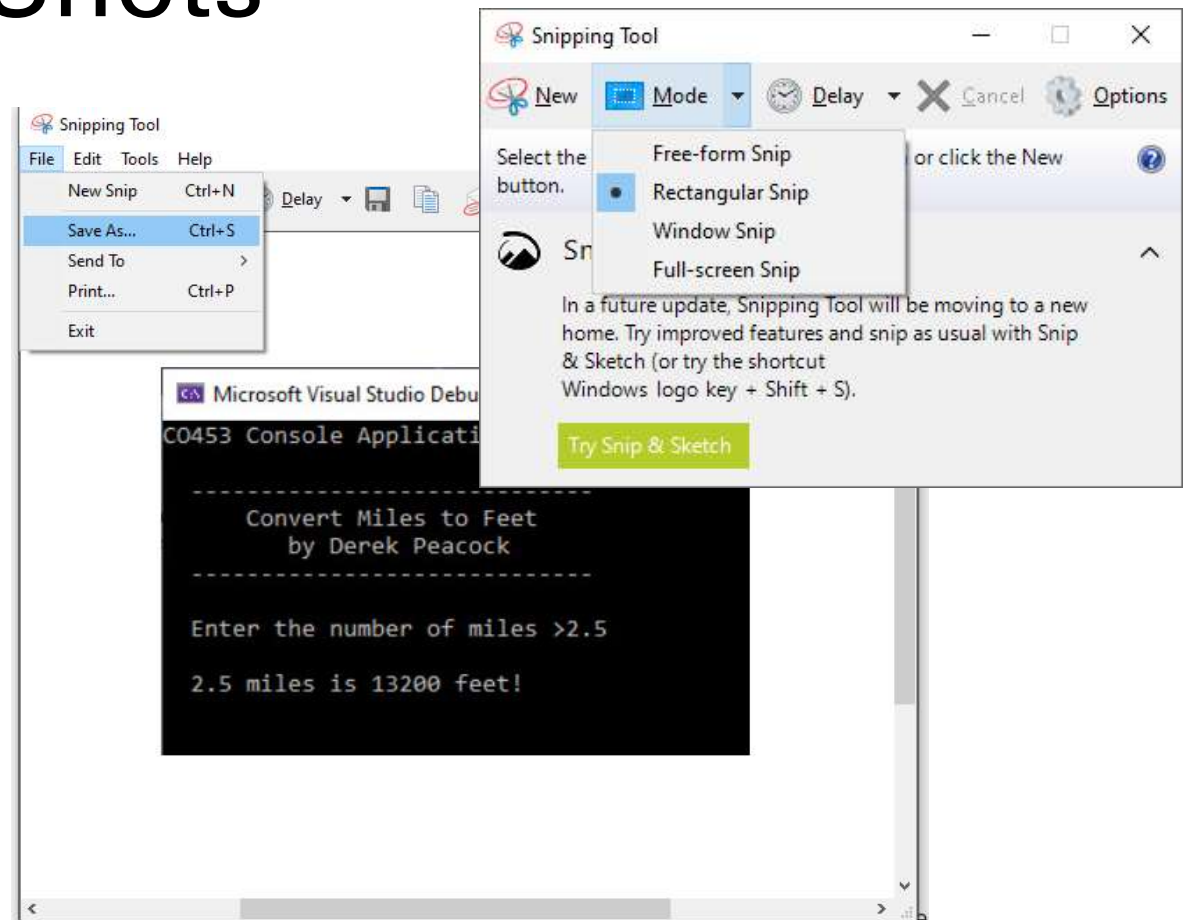 Shots
Snipping Tool
File Edit Tools Help
New Snip Ctrl+N
Save As... Ctrl+S
Send To >
Print... Ctrl+P
Exit
Delay
Microsoft Visual Studio Debu
CO453 Console Applicati
-----------------------------
Convert Miles to Feet
by Derek Peacock
-----------------------------
Enter the number of miles >2.5
2.5 miles is 13200 feet!
Snipping Tool
New Mode Delay Cancel Options
Select the or click the New
button.
Free-form Snip
Rectangular Snip
Window Snip
Full-screen Snip
Sn
In a future update, Snipping Tool will be moving to a new
home. Try improved features and snip as usual with Snip
& Sketch (or try the shortcut
Windows logo key + Shift + S).
Try Snip & Sketch